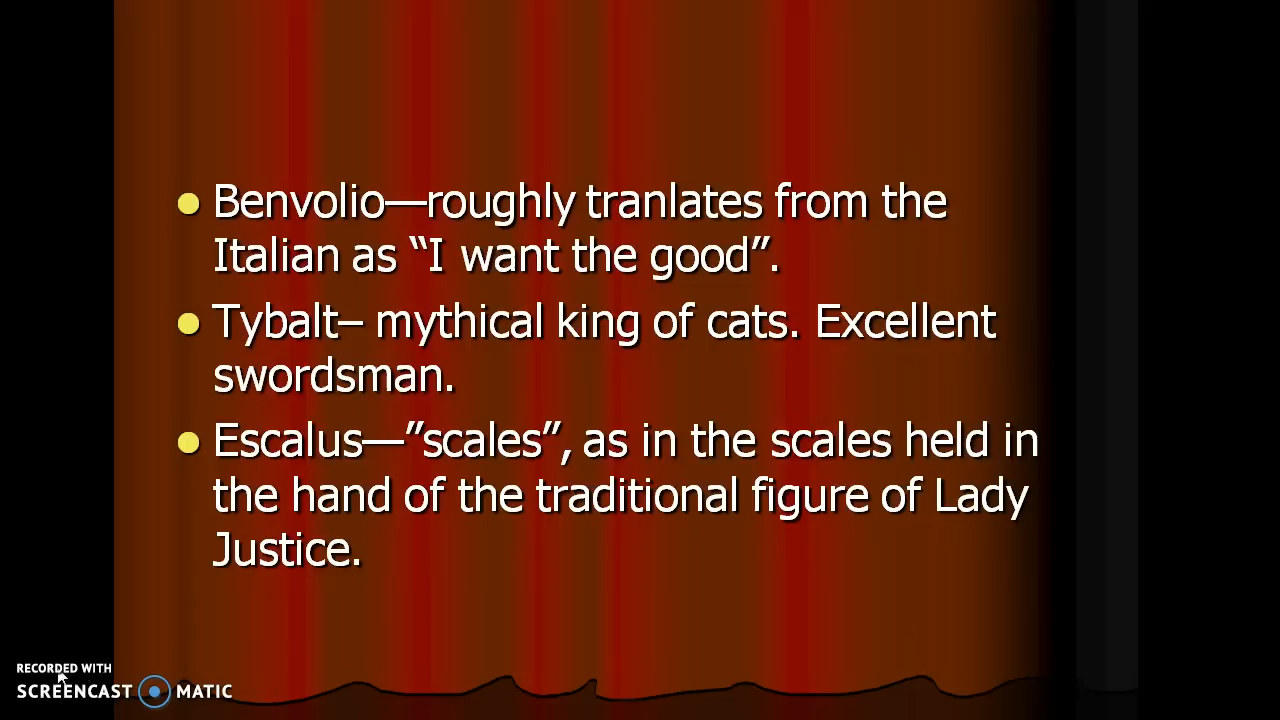 Benvolio—roughly tranlates from the
Italian as “I want the good”.
Tybalt– mythical king of cats. Excellent
swordsman.
Escalus—”scales”, as in the scales held in
the hand of the traditional figure of Lady
Justice.
RECORDED WITH
SCREENCAST MATIC